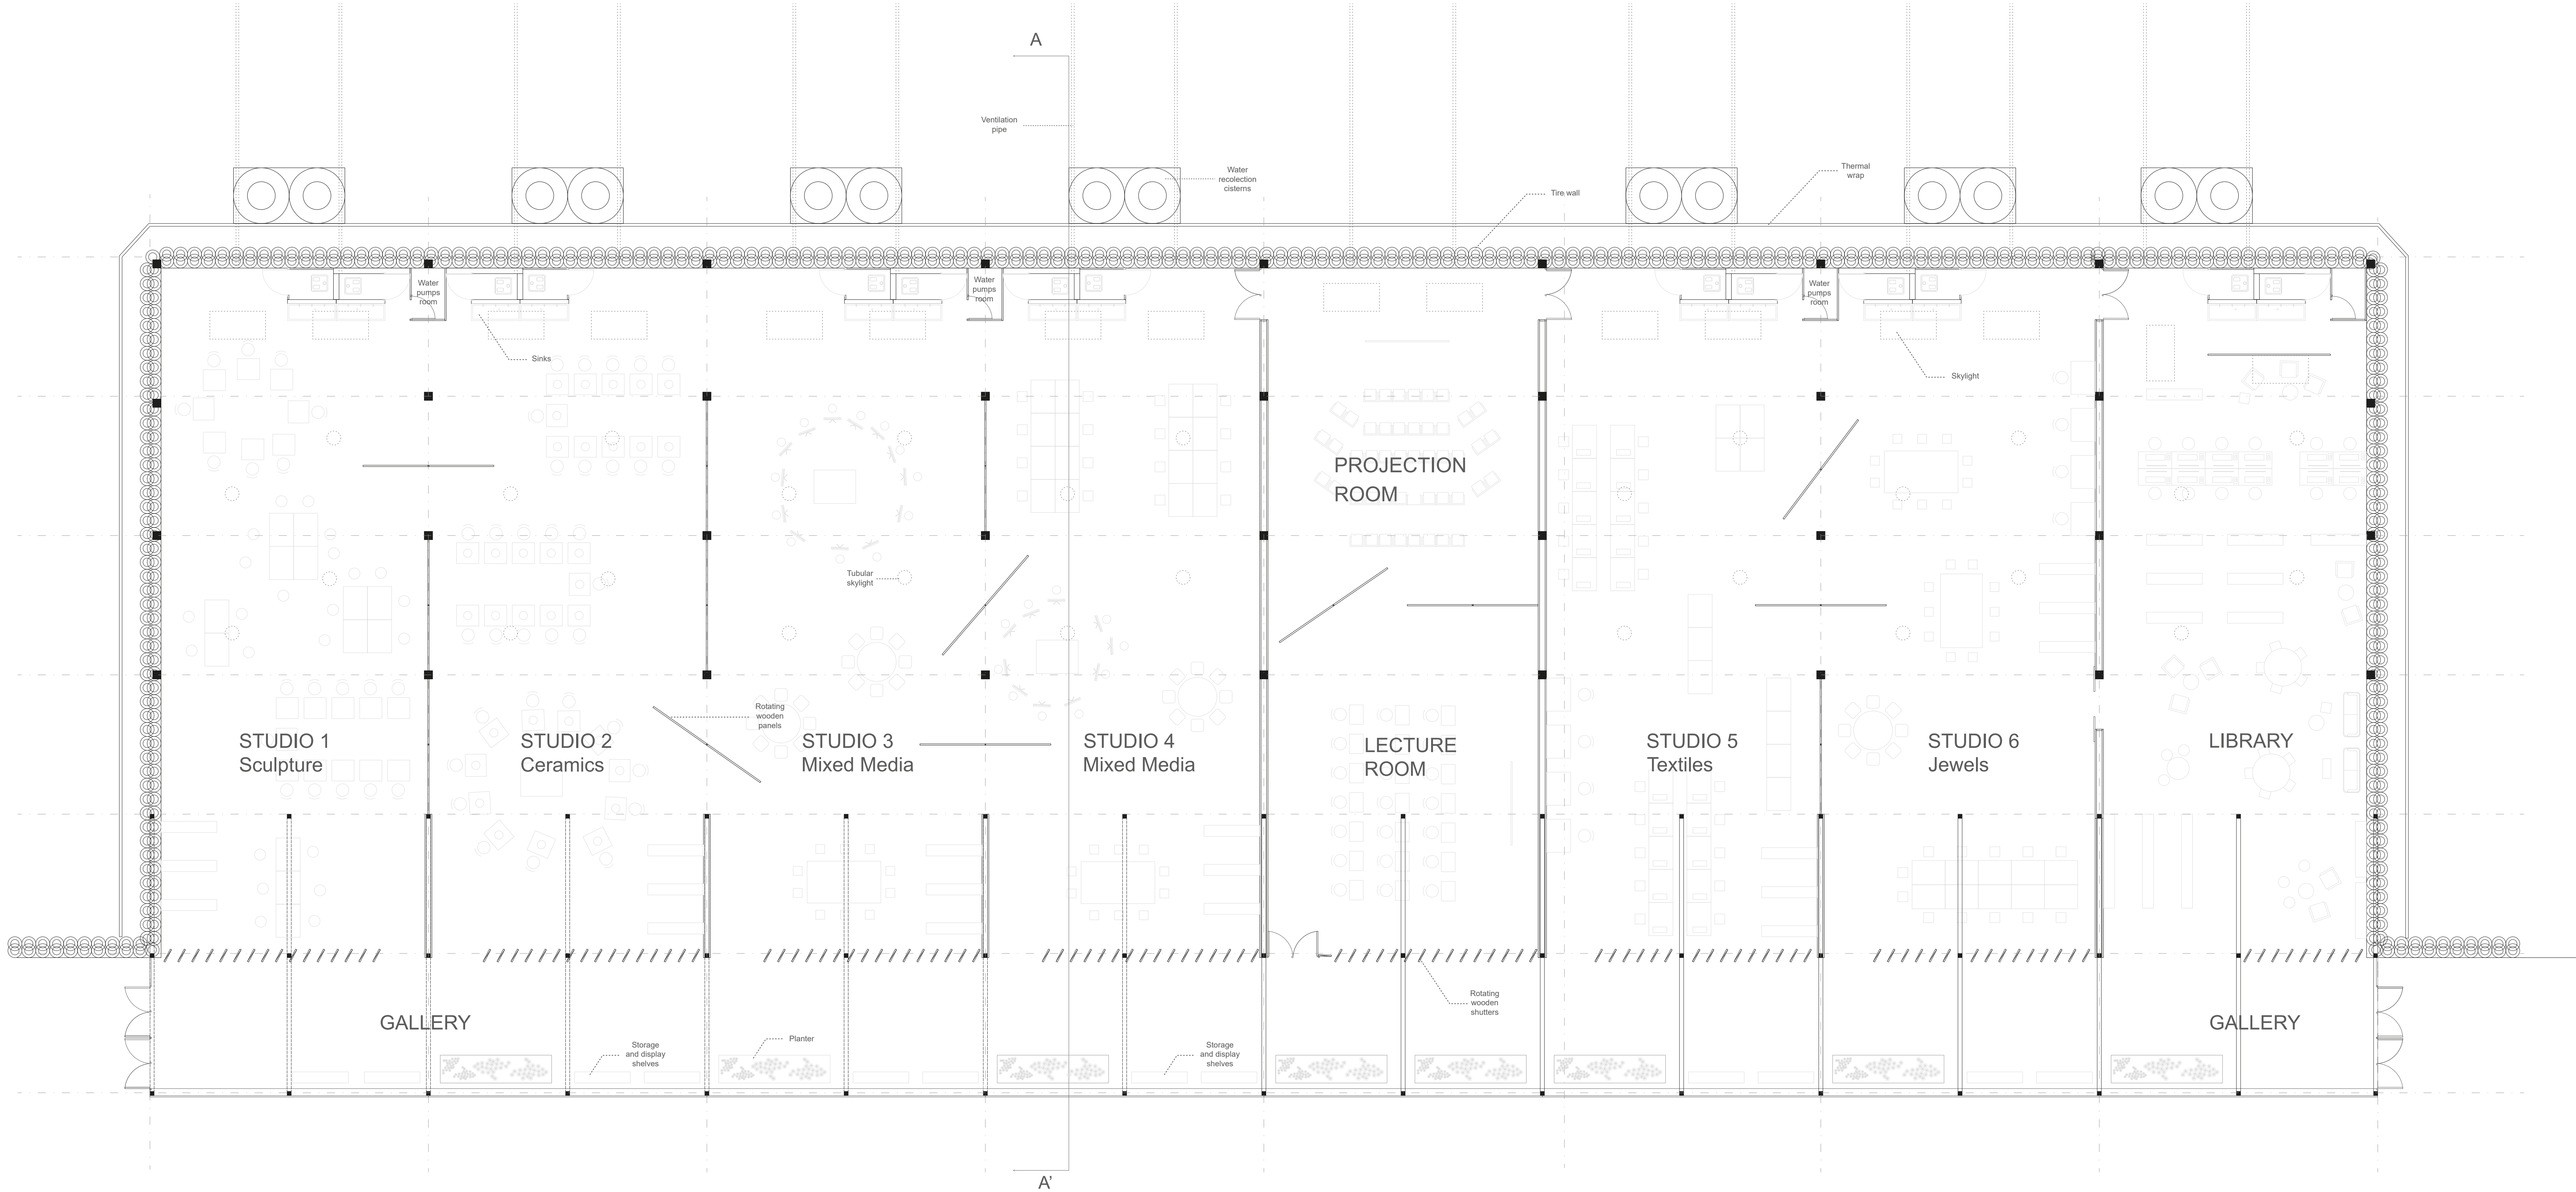 A
Ventilation
pipe
Water
recolection
cisterns
Tire wall
Thermal
wrap
Water
pumps
room
Water
pumps
room
Water
pumps
room
Sinks
Skylight
PROJECTION
ROOM
Tubular
skylight
Rotating
wooden
panels
STUDIO 1
Sculpture
STUDIO 2
Ceramics
STUDIO 3
Mixed Media
STUDIO 4
Mixed Media
LECTURE
ROOM
STUDIO 5
Textiles
STUDIO 6
Jewels
LIBRARY
Rotating
wooden
shutters
GALLERY
GALLERY
Planter
Storage
and display
shelves
Storage
and display
shelves
A'